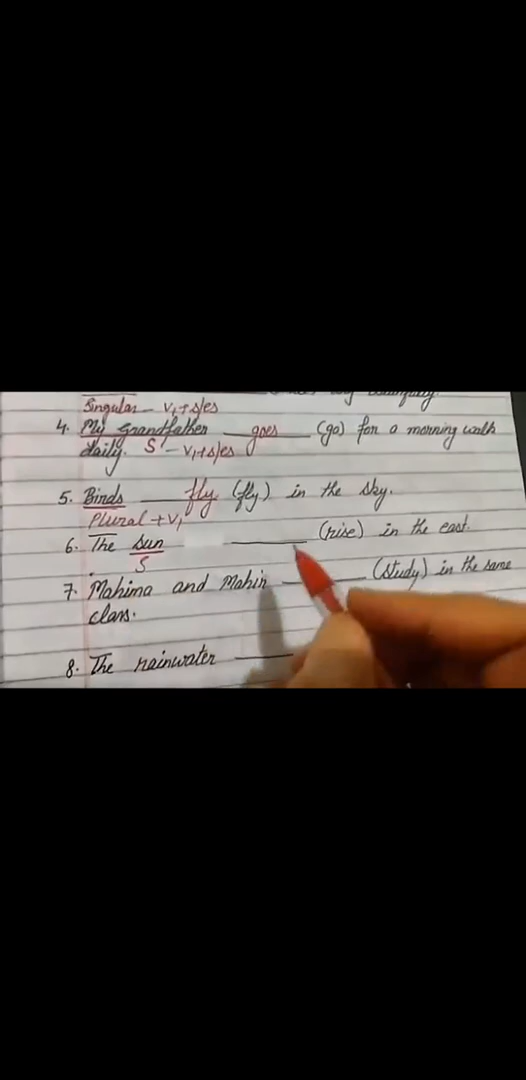 Singular - V1+s/es
4. My grandfather goes (go) for a morning walk
daily. S - V1+s/es
5. Birds fly (fly) in the sky.
Plural + V1
6. The sun (rise) in the east.
S
7. Mahima and Mahir (study) in the same
class.
8. The rainwater